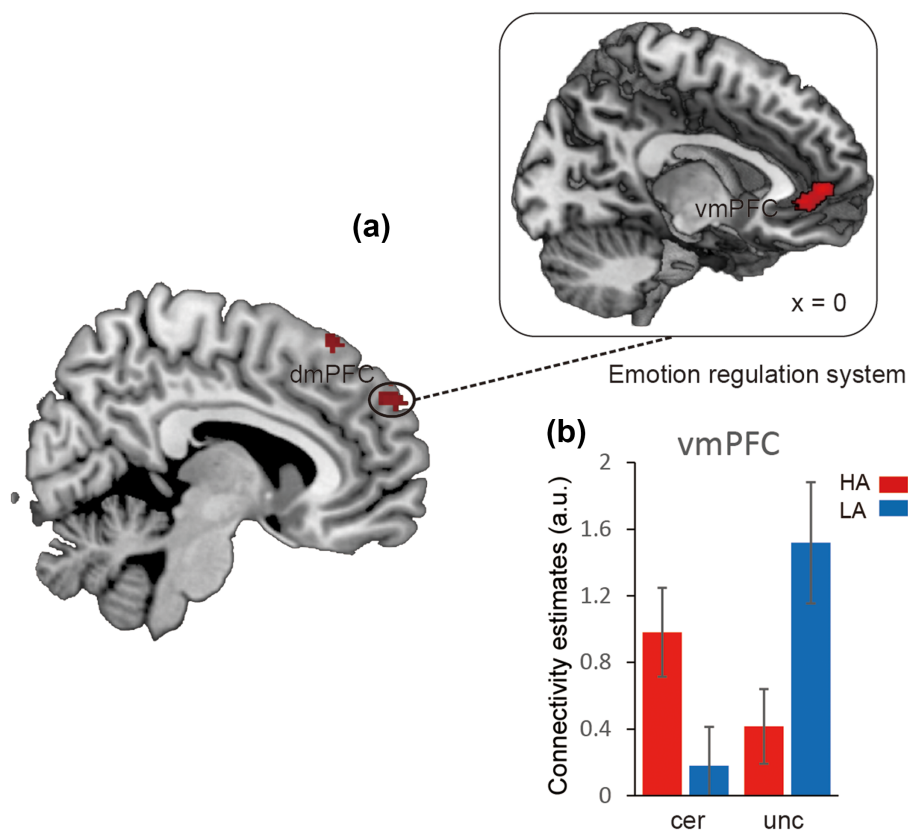 (a)
vmPFC
x = 0
dmPFC
Emotion regulation system
(b)
vmPFC
Connectivity estimates (a.u.)
2
1.6
1.2
0.8
0.4
0
HA
LA
cer
unc